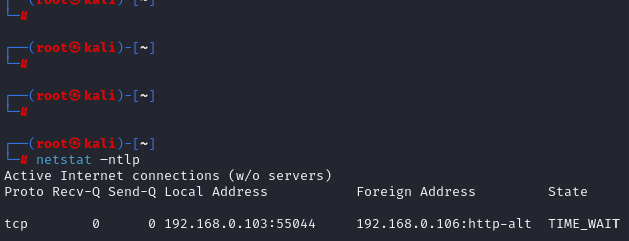 └─#
┌──(root㉿kali)-[~]
└─#
┌──(root㉿kali)-[~]
└─#
┌──(root㉿kali)-[~]
└─#
┌──(root㉿kali)-[~]
└─# netstat -ntlp
Active Internet connections (w/o servers)
Proto Recv-Q Send-Q Local Address Foreign Address State
tcp 0 0 192.168.0.103:55044 192.168.0.106:http-alt TIME_WAIT